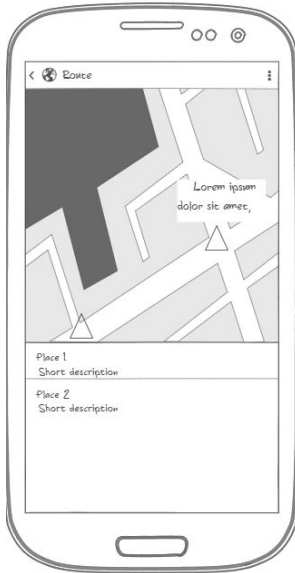 Route
Lorem ipsum
dolor sit amet,
Place 1
Short description
Place 2
Short description